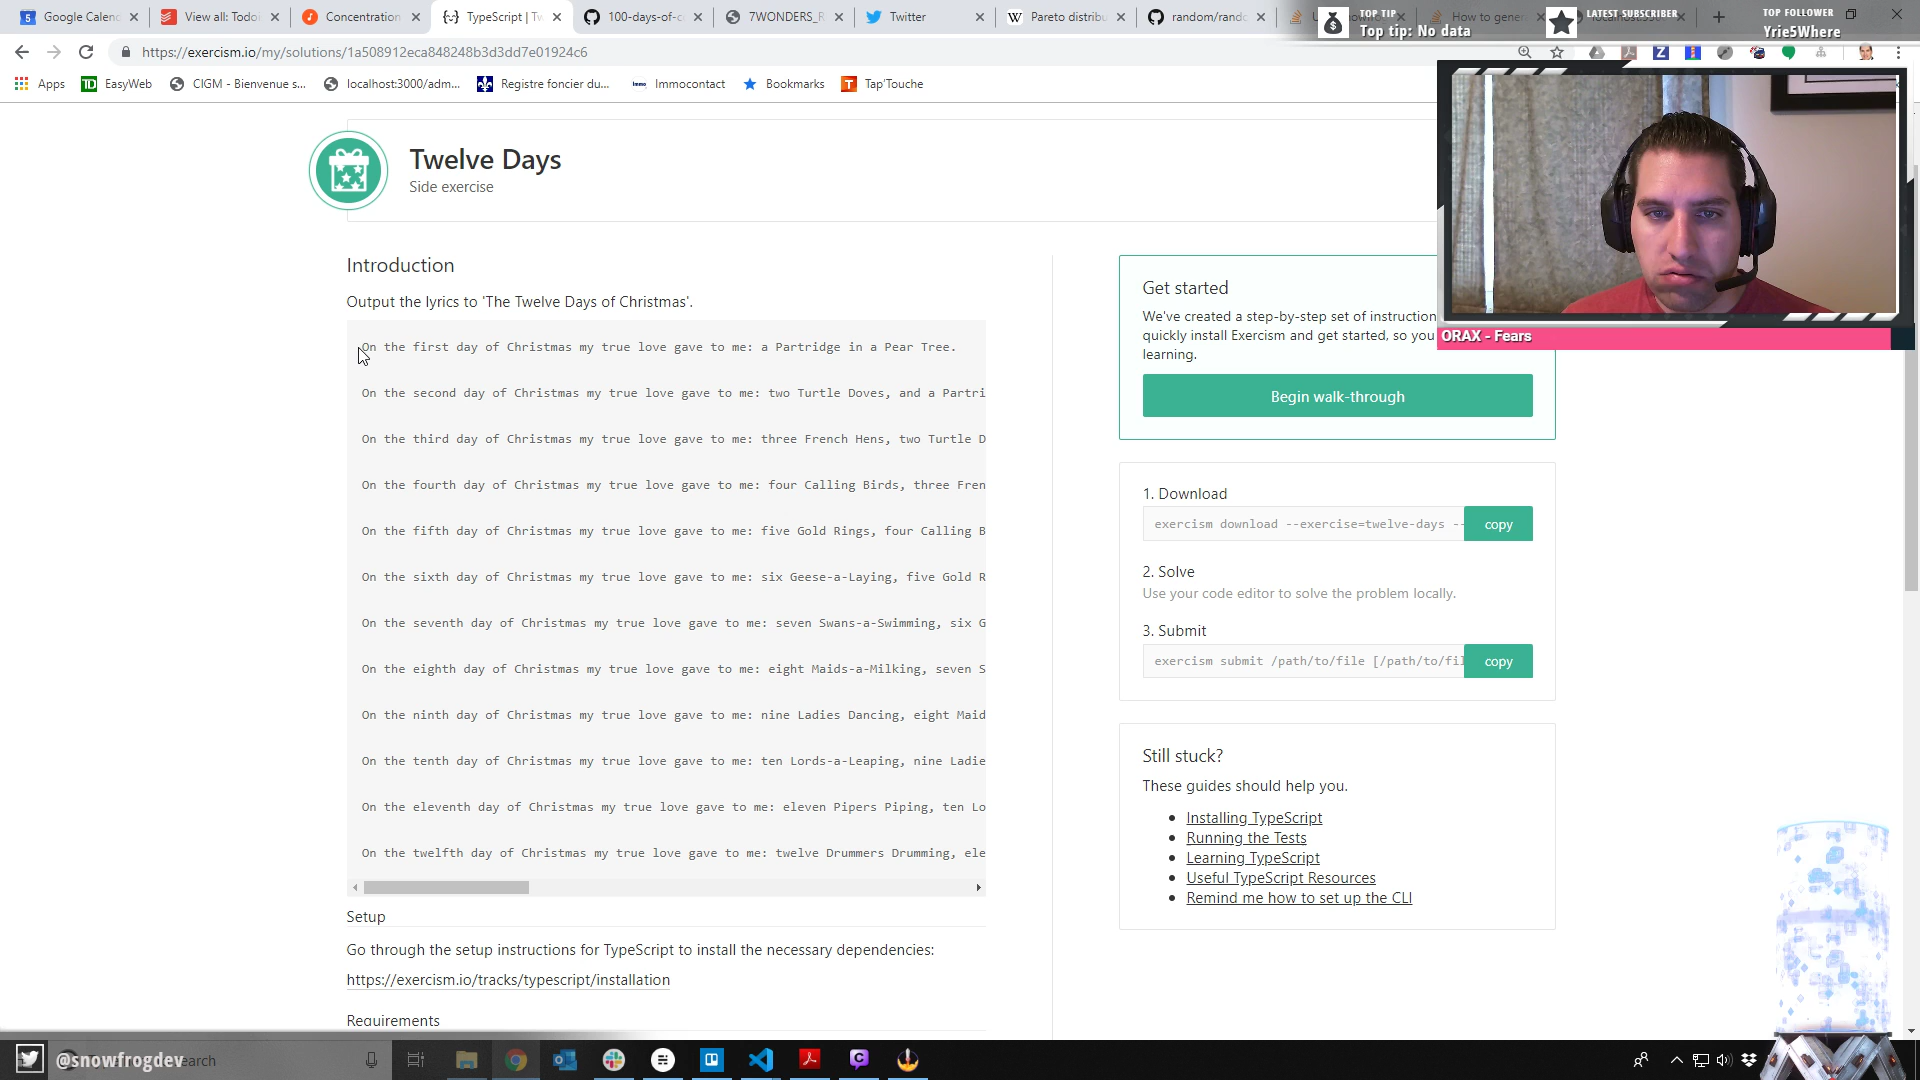 Google Calend
View all: Todoi
Concentration
TypeScript | Tw
100-days-of-c
7WONDERS_R
Twitter
Pareto distribu
random/rando
How to gene
TOP TIP
Top tip: No data
LATEST SUBSCRIBER
TOP FOLLOWER
Yrie5Where
https://exercism.io/my/solutions/1a508912eca848248b3d3dd7e01924c6
Apps
EasyWeb
CIGM - Bienvenue s...
localhost:3000/adm...
Registre foncier du...
Immocontact
Bookmarks
Tap'Touche
Twelve Days
Side exercise
Introduction
Output the lyrics to 'The Twelve Days of Christmas'.
On the first day of Christmas my true love gave to me: a Partridge in a Pear Tree.
On the second day of Christmas my true love gave to me: two Turtle Doves, and a Partri
On the third day of Christmas my true love gave to me: three French Hens, two Turtle D
On the fourth day of Christmas my true love gave to me: four Calling Birds, three Fren
On the fifth day of Christmas my true love gave to me: five Gold Rings, four Calling B
On the sixth day of Christmas my true love gave to me: six Geese-a-Laying, five Gold R
On the seventh day of Christmas my true love gave to me: seven Swans-a-Swimming, six G
On the eighth day of Christmas my true love gave to me: eight Maids-a-Milking, seven S
On the ninth day of Christmas my true love gave to me: nine Ladies Dancing, eight Maid
On the tenth day of Christmas my true love gave to me: ten Lords-a-Leaping, nine Ladie
On the eleventh day of Christmas my true love gave to me: eleven Pipers Piping, ten Lo
On the twelfth day of Christmas my true love gave to me: twelve Drummers Drumming, ele
Setup
Go through the setup instructions for TypeScript to install the necessary dependencies:
https://exercism.io/tracks/typescript/installation
Requirements
Get started
We've created a step-by-step set of instruction
quickly install Exercism and get started, so you
learning.
Begin walk-through
ORAX - Fears
1. Download
exercism download --exercise=twelve-days --
copy
2. Solve
Use your code editor to solve the problem locally.
3. Submit
exercism submit /path/to/file [/path/to/fil
copy
Still stuck?
These guides should help you.
Installing TypeScript
Running the Tests
Learning TypeScript
Useful TypeScript Resources
Remind me how to set up the CLI
@snowfrogdev
earch